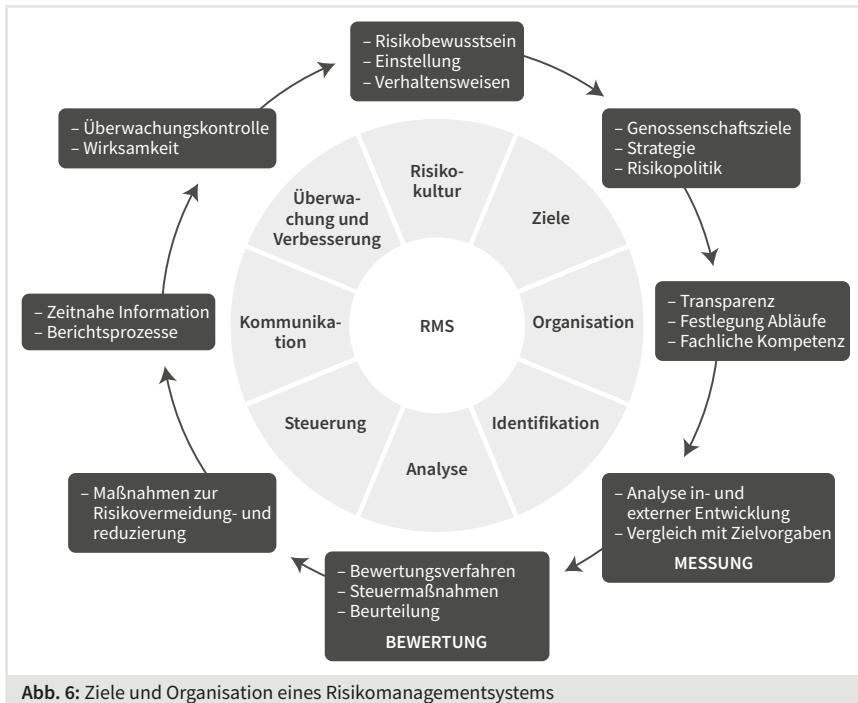 – Risikobewusstsein
– Einstellung
– Verhaltensweisen
– Genossenschaftsziele
– Strategie
– Risikopolitik
– Transparenz
– Festlegung Abläufe
– Fachliche Kompetenz
– Analyse in- und
externer Entwicklung
– Vergleich mit Zielvorgaben
MESSUNG
– Bewertungsverfahren
– Steuermaßnahmen
– Beurteilung
BEWERTUNG
– Maßnahmen zur
Risikovermeidung- und
reduzierung
– Zeitnahe Information
– Berichtsprozesse
– Überwachungskontrolle
– Wirksamkeit
Risiko-
kultur
Ziele
Organisation
Identifikation
Analyse
Steuerung
Kommunika-
tion
Überwa-
chung und
Verbesserung
RMS
Abb. 6: Ziele und Organisation eines Risikomanagementsystems